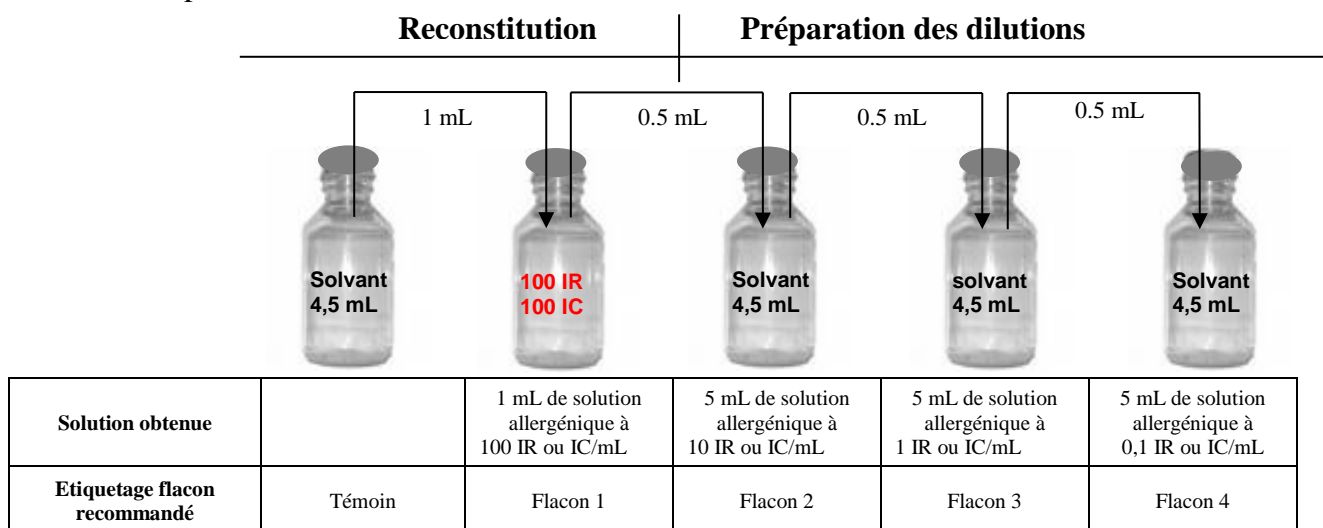 Reconstitution
Préparation des dilutions
1 mL
0.5 mL
0.5 mL
0.5 mL
Solvant
4,5 mL
100 IR
100 IC
Solvant
4,5 mL
solvant
4,5 mL
Solvant
4,5 mL
Solution obtenue
1 mL de solution
allergénique à
100 IR ou IC/mL
5 mL de solution
allergénique à
10 IR ou IC/mL
5 mL de solution
allergénique à
1 IR ou IC/mL
5 mL de solution
allergénique à
0,1 IR ou IC/mL
Etiquetage flacon
recommandé
Témoin
Flacon 1
Flacon 2
Flacon 3
Flacon 4